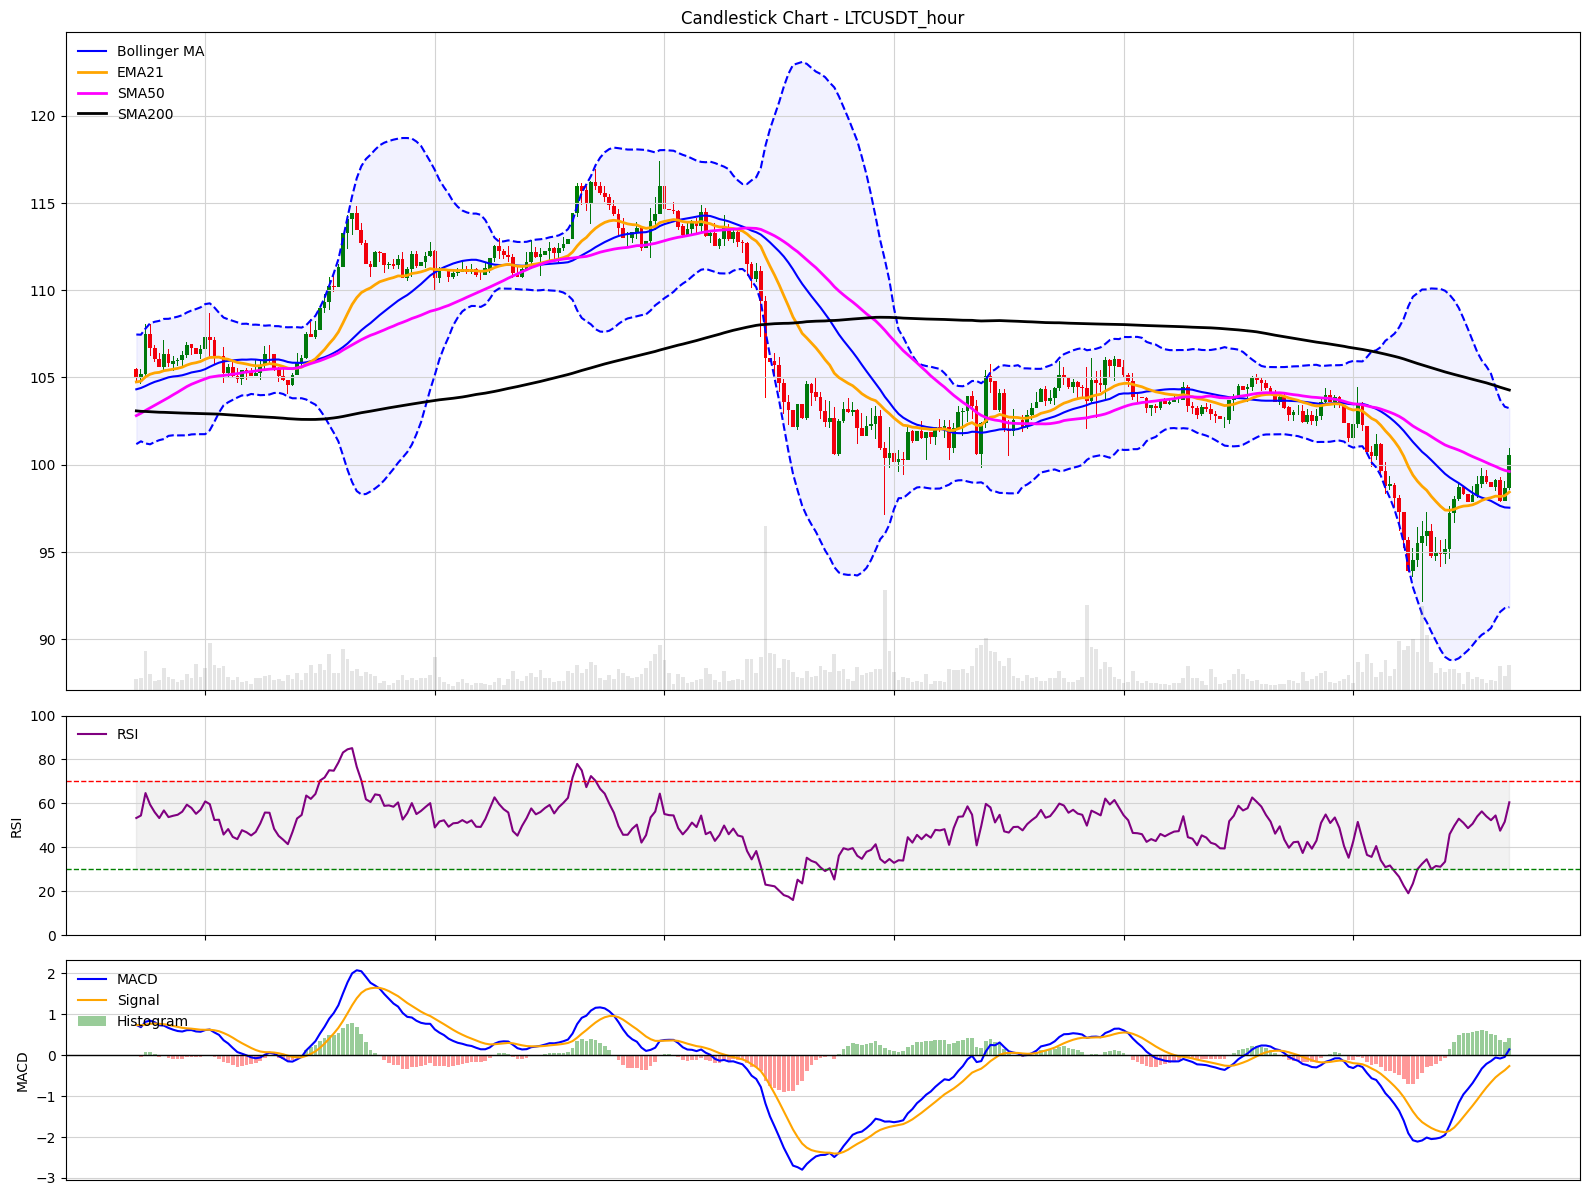 Candlestick Chart - LTCUSDT_hour
Bollinger MA
EMA21
SMA50
SMA200
120
115
110
105
100
95
90
RSI
100
80
60
40
20
0
RSI
MACD
Signal
Histogram
2
1
0
−1
−2
−3
MACD